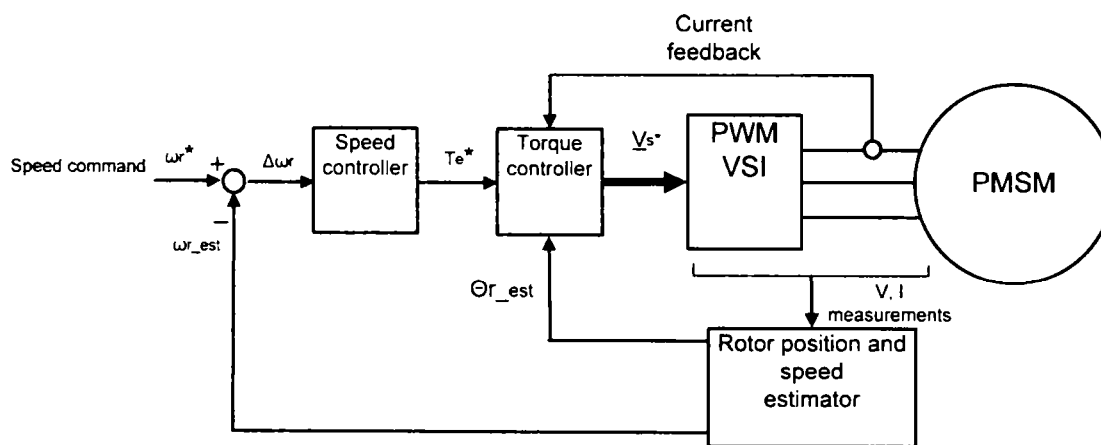 Current
feedback
Speed command
ωr*
+
Δωr
−
ωr_est
Speed
controller
Te*
Torque
controller
Vs*
PWM
VSI
PMSM
Θr_est
V, I
measurements
Rotor position and
speed
estimator